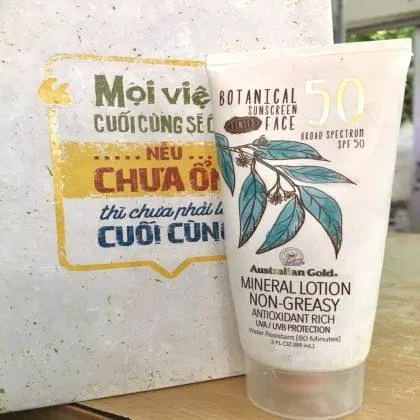 Mọi việ
CUỐI CÙNG SẼ
..... NẾU .....
CHƯA ỔN
thì chưa phải l
CUỐI CÙNG
BOTANICAL
SUNSCREEN
TINTED
FACE
50
BROAD SPECTRUM
SPF 50
Australian Gold®
MINERAL LOTION
NON-GREASY
ANTIOXIDANT RICH
UVA/UVB PROTECTION
Water Resistant [80 Minutes]
3 FL OZ (89 mL)